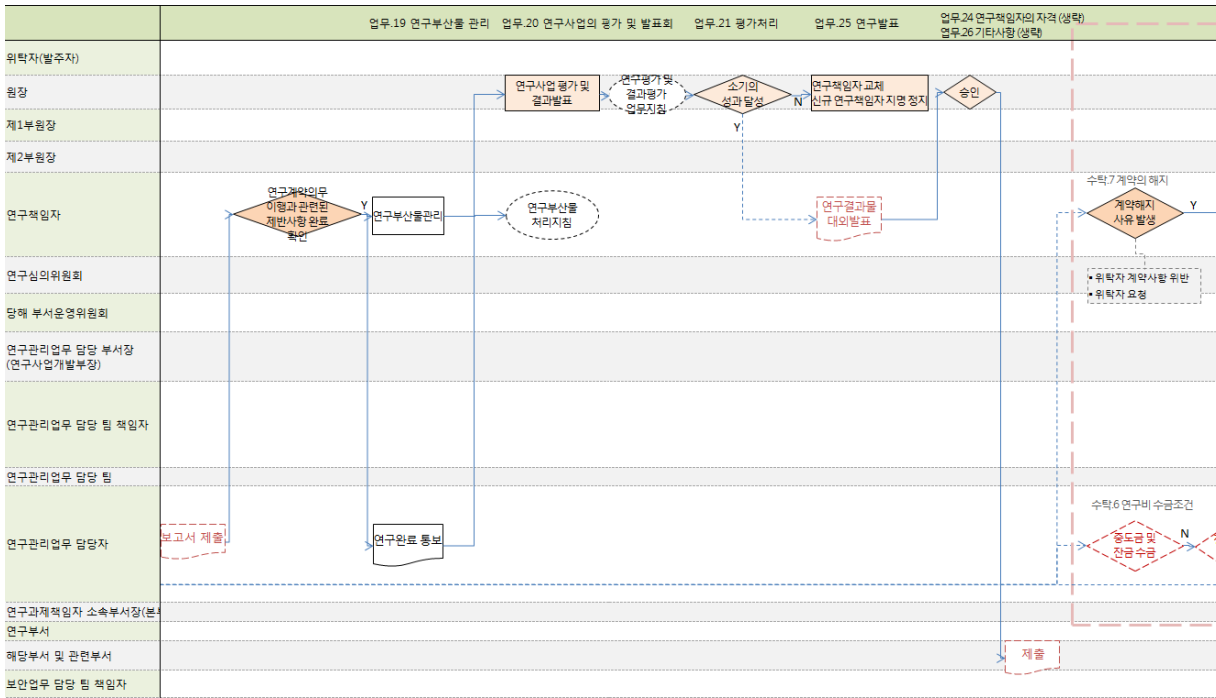 업무.19 연구부산물 관리
업무.20 연구사업의 평가 및 발표회
업무.21 평가처리
업무.25 연구발표
업무.24 연구책임자의 자격 (생략)
업무.26 기타사항 (생략)
위탁자(발주자)
원장
연구사업 평가 및
결과발표
연구평가 및
결과평가
업무지침
소기의
성과 달성
N
Y
연구책임자 교체
신규 연구책임자 지명 정지
승인
제1부원장
제2부원장
수탁.7 계약의 해지
연구책임자
연구계약의무
이행과 관련된
제반사항 완료
확인
Y
연구부산물관리
연구부산물
처리지침
연구결과물
대외발표
계약해지
사유 발생
Y
연구심의위원회
• 위탁자 계약사항 위반
• 위탁자 요청
당해 부서운영위원회
연구관리업무 담당 부서장
(연구사업개발부장)
연구관리업무 담당 팀 책임자
연구관리업무 담당 팀
수탁.6 연구비 수금조건
연구관리업무 담당자
보고서 제출
연구완료 통보
중도금 및
잔금 수금
N
연구과제책임자 소속부서장(본
연구부서
해당부서 및 관련부서
제출
보안업무 담당 팀 책임자